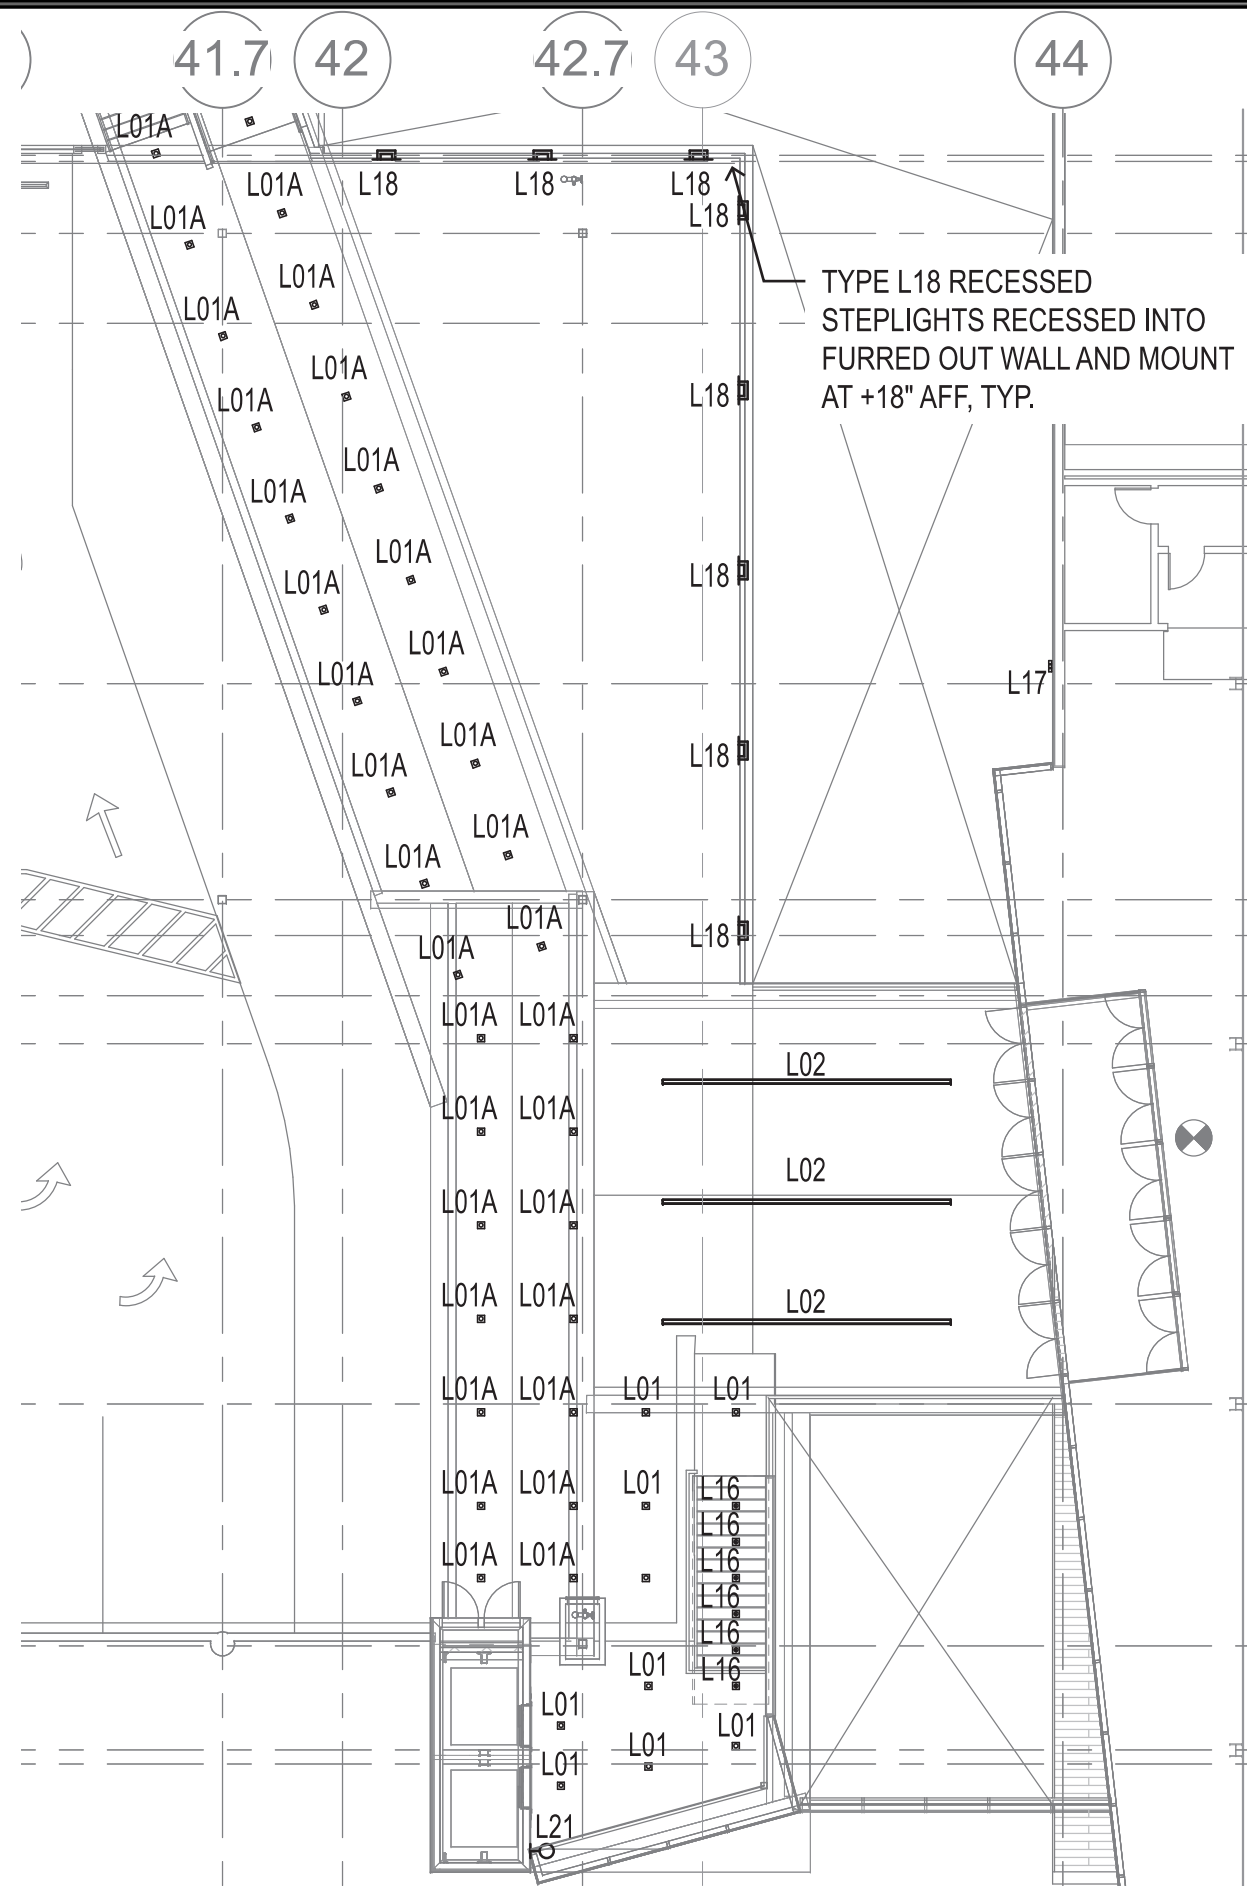 41.7 42 42.7 43 44
L01A
L01A L18 L18 L18
L01A L18
L01A
L01A
TYPE L18 RECESSED
STEPLIGHTS RECESSED INTO
FURRED OUT WALL AND MOUNT
AT +18" AFF, TYP.
L01A
L01A L18
L01A
L01A
L01A
L01A L18
L01A
L01A L17
L01A L18
L01A
L01A
L01A
L01A L18
L01A
L01A L01A
L02
L01A L01A
L02
L01A L01A
L01A L01A L02
L01A L01A L01 L01
L01A L01A L01 L16
L16
L01A L01A L16
L16
L16
L01 L16
L01 L01
L01
L01
L21